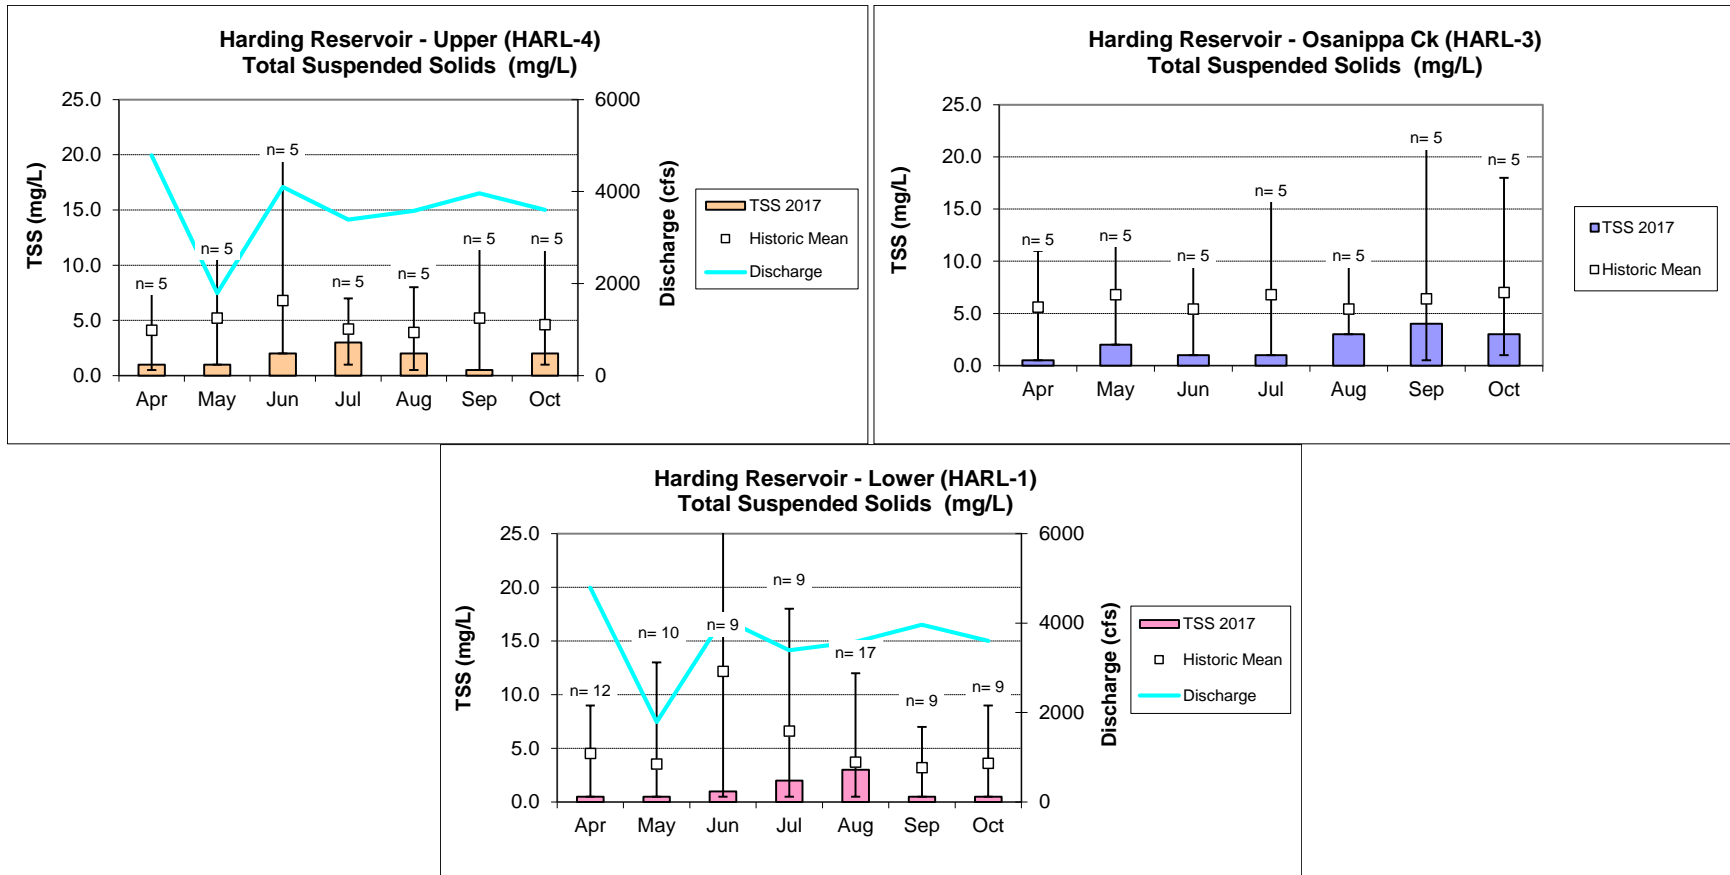 Harding Reservoir - Upper (HARL-4)
Total Suspended Solids (mg/L)
25.0
20.0
15.0
10.0
5.0
0.0
TSS (mg/L)
6000
4000
2000
0
Discharge (cfs)
n= 5
n= 5
n= 5
n= 5
n= 5
n= 5
n= 5
Apr May Jun Jul Aug Sep Oct
TSS 2017
Historic Mean
Discharge
Harding Reservoir - Osanippa Ck (HARL-3)
Total Suspended Solids (mg/L)
25.0
20.0
15.0
10.0
5.0
0.0
TSS (mg/L)
n= 5
n= 5
n= 5
n= 5
n= 5
n= 5
n= 5
Apr May Jun Jul Aug Sep Oct
TSS 2017
Historic Mean
Harding Reservoir - Lower (HARL-1)
Total Suspended Solids (mg/L)
25.0
20.0
15.0
10.0
5.0
0.0
TSS (mg/L)
6000
4000
2000
0
Discharge (cfs)
n= 12
n= 10
n= 9
n= 9
n= 17
n= 9
n= 9
Apr May Jun Jul Aug Sep Oct
TSS 2017
Historic Mean
Discharge